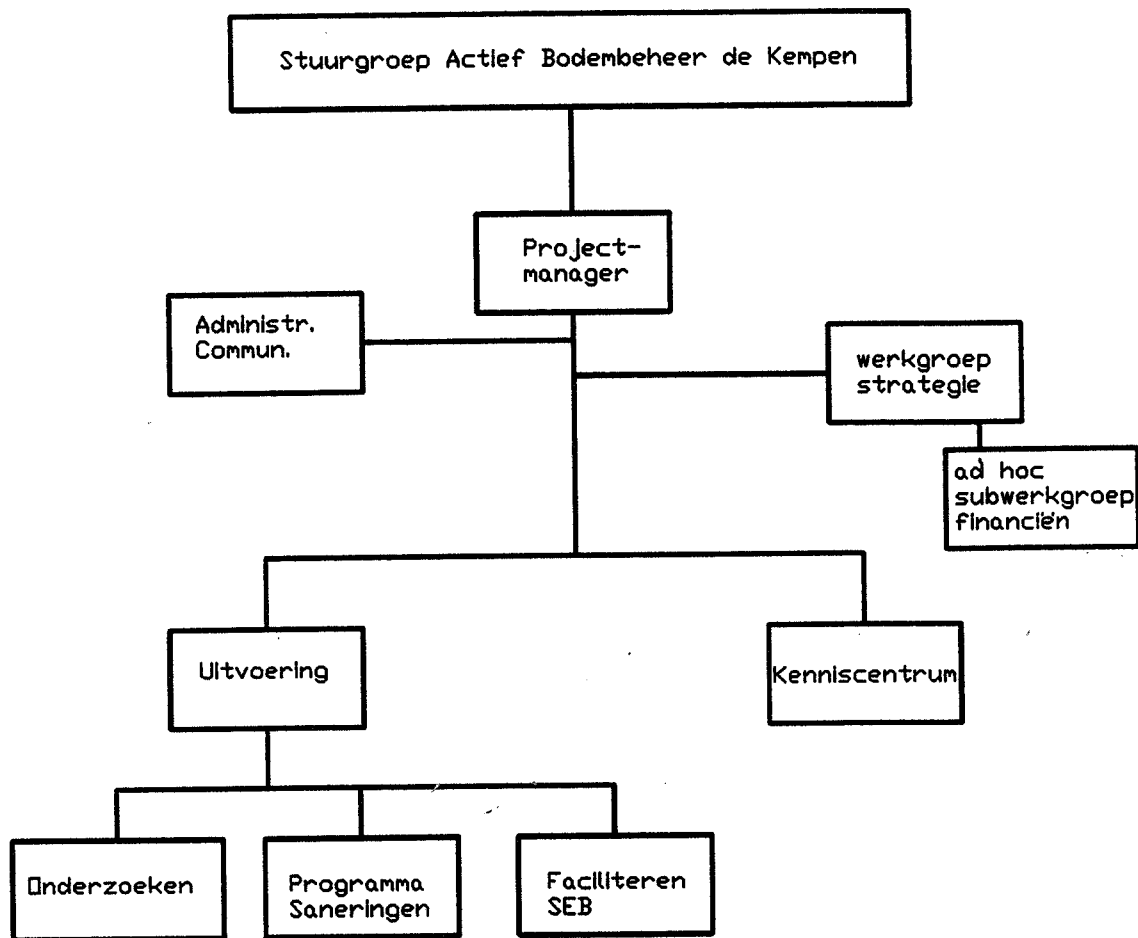 Stuurgroep Actief Bodembeheer de Kempen
Project-
manager
Administr.
Commun.
werkgroep
strategie
ad hoc
subwerkgroep
financiën
Uitvoering
Kenniscentrum
Onderzoeken
Programma
Saneringen
Faciliteren
SEB